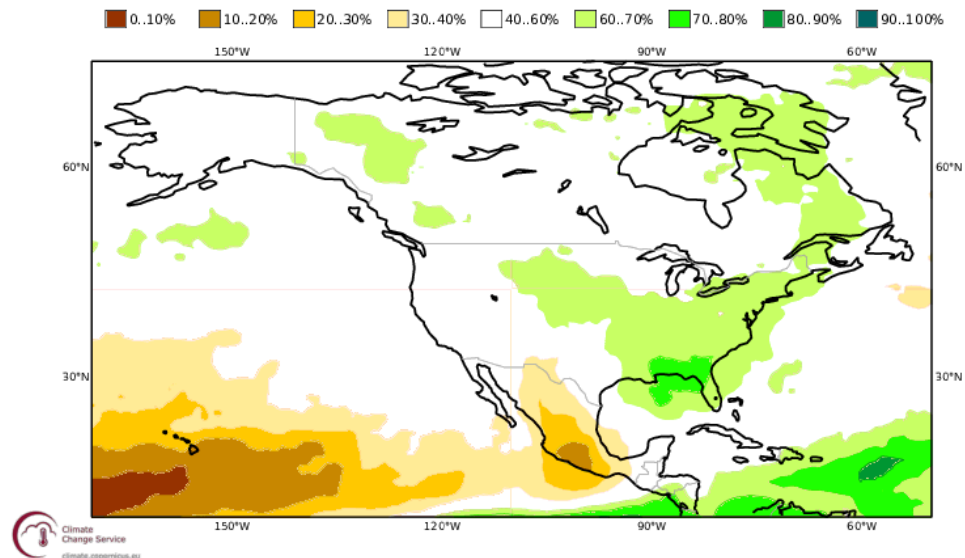 0..10% 10..20% 20..30% 30..40% 40..60% 60..70% 70..80% 80..90% 90..100%
150°W 120°W 90°W 60°W
60°N 60°N
30°N 30°N
150°W 120°W 90°W 60°W
Climate
Change Service
climate.copernicus.eu